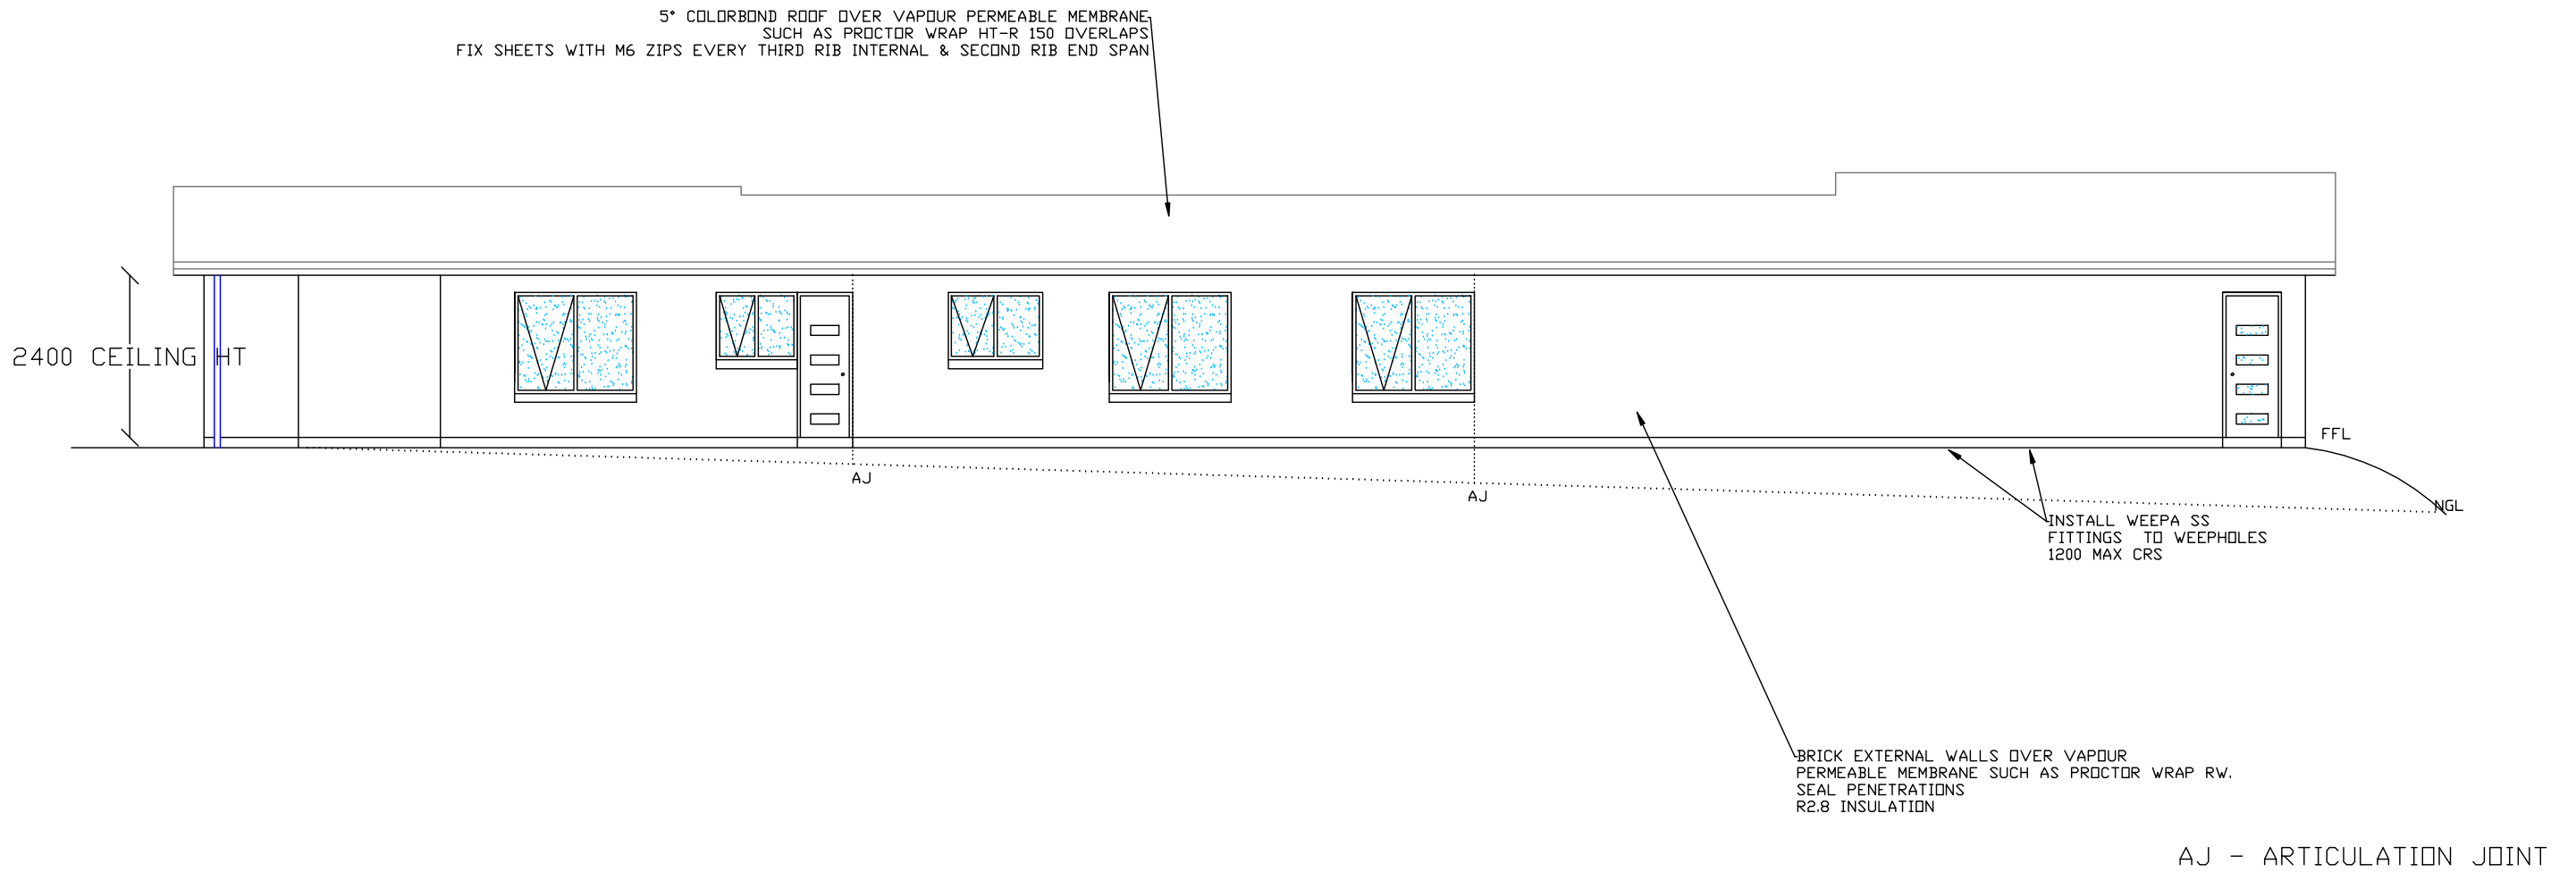 5° COLORBOND ROOF OVER VAPOUR PERMEABLE MEMBRANE
SUCH AS PROCTOR WRAP HT-R 150 OVERLAPS
FIX SHEETS WITH M6 ZIPS EVERY THIRD RIB INTERNAL & SECOND RIB END SPAN
2400 CEILING HT
FFL
AJ
AJ
NGL
INSTALL WEEPA SS
FITTINGS TO WEEPHOLES
1200 MAX CRS
BRICK EXTERNAL WALLS OVER VAPOUR
PERMEABLE MEMBRANE SUCH AS PROCTOR WRAP RW.
SEAL PENETRATIONS
R2.8 INSULATION
AJ - ARTICULATION JOINT